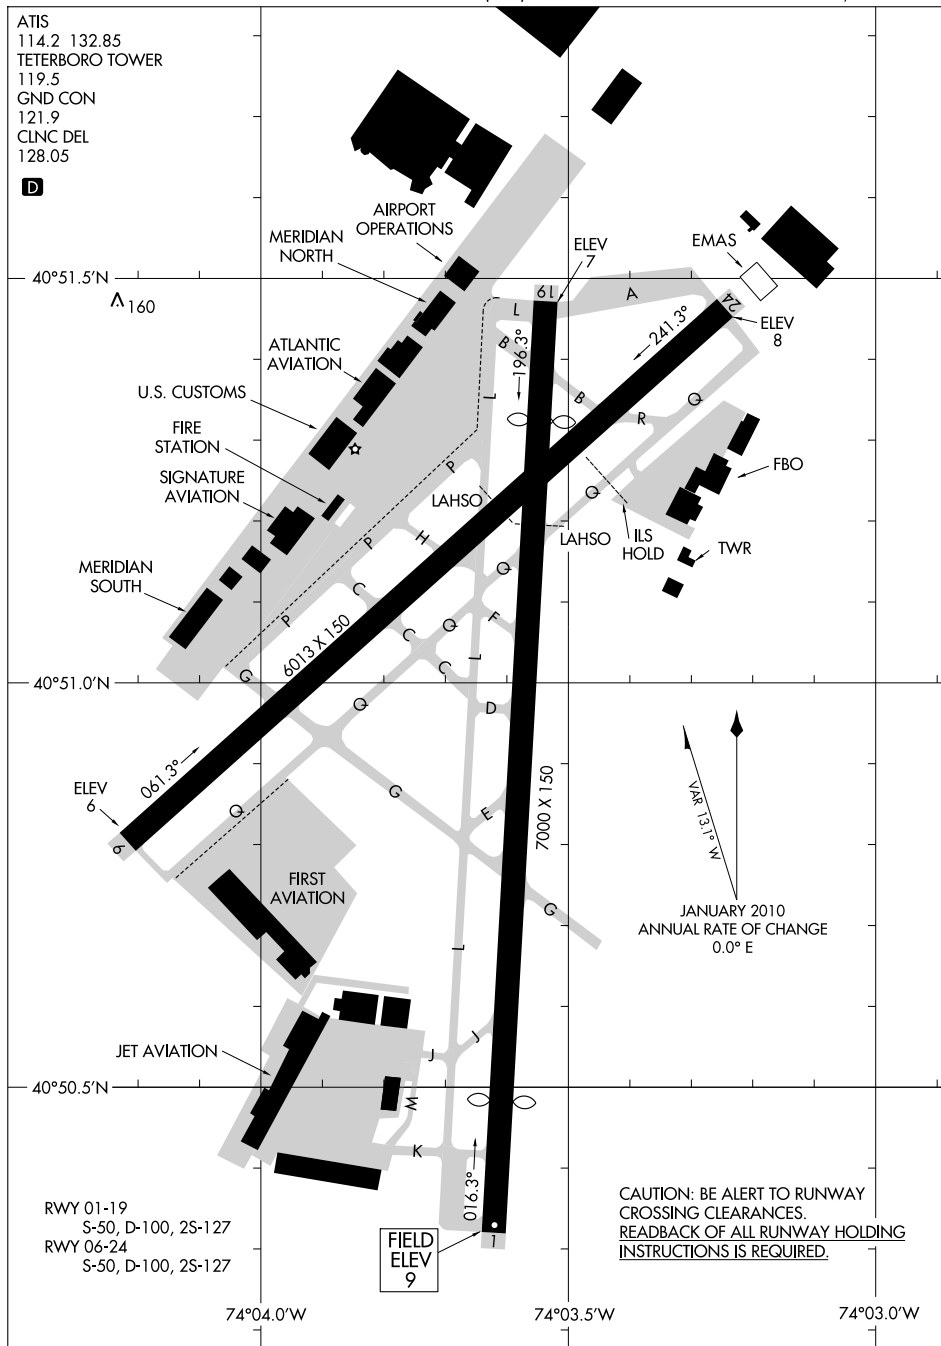 ATIS
114.2 132.85
TETERBORO TOWER
119.5
GND CON
121.9
CLNC DEL
128.05
D
AIRPORT
OPERATIONS
MERIDIAN
NORTH
ELEV
7
EMAS
40°51.5'N
160
19
L
A
24
ELEV
8
196.3°
241.3°
B
ATLANTIC
AVIATION
U.S. CUSTOMS
L
B
R
Q
FIRE
STATION
SIGNATURE
AVIATION
P
FBO
LAHSO
Q
P
H
LAHSO
ILS
HOLD
TWR
MERIDIAN
SOUTH
Q
C
P
Q
F
C
6013 X 150
L
C
G
40°51.0'N
Q
D
061.3°
VAR 13.1° W
ELEV
6
G
7000 X 150
Q
E
6
FIRST
AVIATION
G
JANUARY 2010
ANNUAL RATE OF CHANGE
0.0° E
L
J
JET AVIATION
J
40°50.5'N
M
K
016.3°
RWY 01-19
S-50, D-100, 2S-127
RWY 06-24
S-50, D-100, 2S-127
FIELD
ELEV
9
1
CAUTION: BE ALERT TO RUNWAY
CROSSING CLEARANCES.
READBACK OF ALL RUNWAY HOLDING
INSTRUCTIONS IS REQUIRED.
74°04.0'W
74°03.5'W
74°03.0'W